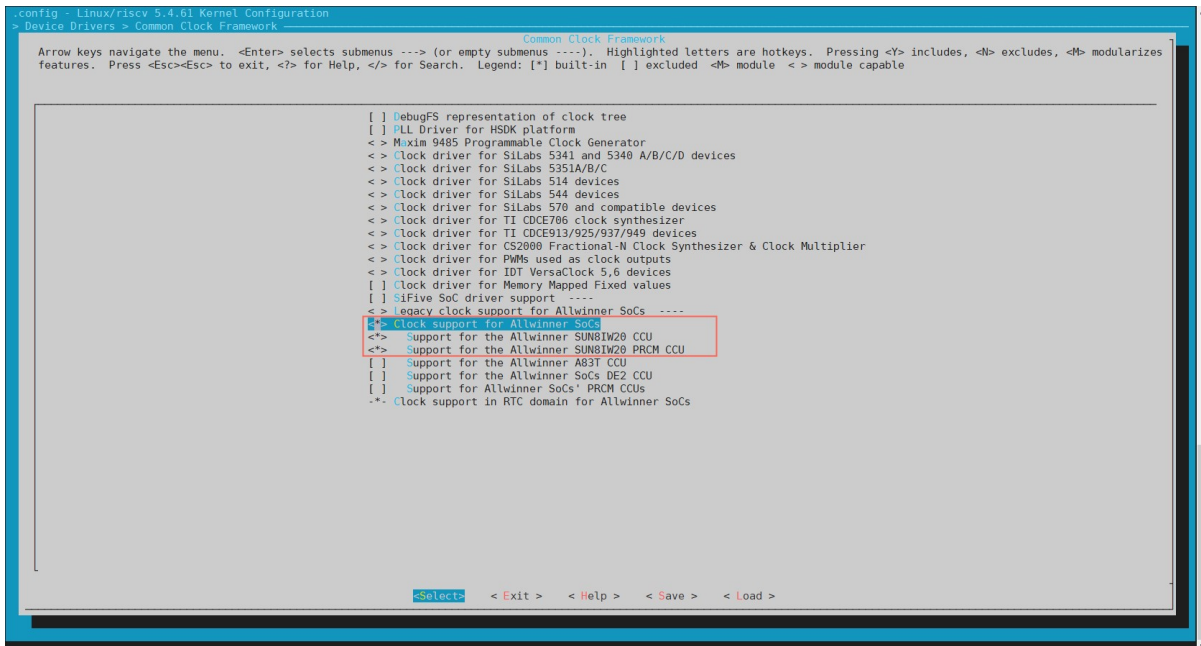 .config - Linux/riscv 5.4.61 Kernel Configuration
> Device Drivers > Common Clock Framework
Common Clock Framework
Arrow keys navigate the menu. <Enter> selects submenus ---> (or empty submenus ----). Highlighted letters are hotkeys. Pressing <Y> includes, <N> excludes, <M> modularizes
features. Press <Esc><Esc> to exit, <?> for Help, </> for Search. Legend: [*] built-in [ ] excluded <M> module < > module capable
[ ] DebugFS representation of clock tree
[ ] PLL Driver for HSDK platform
< > Maxim 9485 Programmable Clock Generator
< > Clock driver for SiLabs 5341 and 5340 A/B/C/D devices
< > Clock driver for SiLabs 5351A/B/C
< > Clock driver for SiLabs 514 devices
< > Clock driver for SiLabs 544 devices
< > Clock driver for SiLabs 570 and compatible devices
< > Clock driver for TI CDCE706 clock synthesizer
< > Clock driver for TI CDCE913/925/937/949 devices
< > Clock driver for CS2000 Fractional-N Clock Synthesizer & Clock Multiplier
< > Clock driver for PWMs used as clock outputs
< > Clock driver for IDT VersaClock 5,6 devices
[ ] Clock driver for Memory Mapped Fixed values
[ ] SiFive SoC driver support ----
< > Legacy clock support for Allwinner SoCs ----
<*> Clock support for Allwinner SoCs
<*> Support for the Allwinner SUN8IW20 CCU
<*> Support for the Allwinner SUN8IW20 PRCM CCU
[ ] Support for the Allwinner A83T CCU
[ ] Support for the Allwinner SoCs DE2 CCU
[ ] Support for Allwinner SoCs' PRCM CCUs
-*- Clock support in RTC domain for Allwinner SoCs
<Select> < Exit > < Help > < Save > < Load >